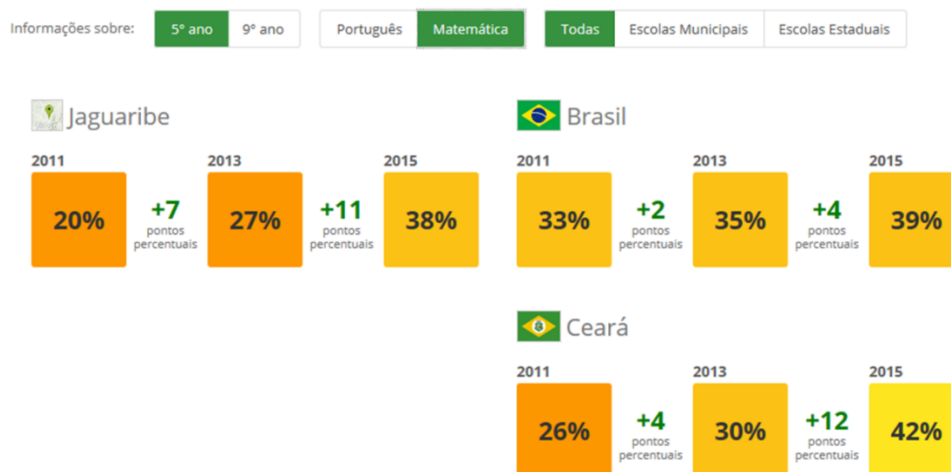 Informações sobre: 5º ano 9º ano Português Matemática Todas Escolas Municipais Escolas Estaduais
Jaguaribe
2011 2013 2015
20% +7 pontos percentuais 27% +11 pontos percentuais 38%
Brasil
2011 2013 2015
33% +2 pontos percentuais 35% +4 pontos percentuais 39%
Ceará
2011 2013 2015
26% +4 pontos percentuais 30% +12 pontos percentuais 42%